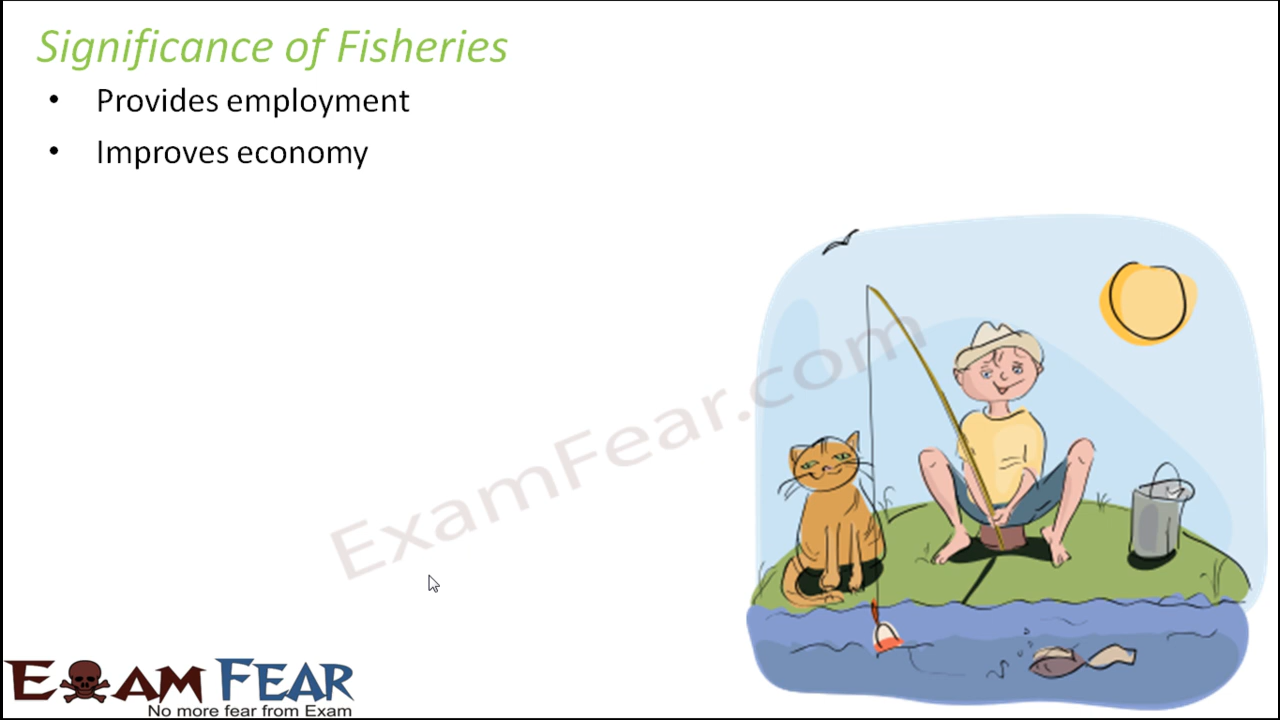 Significance of Fisheries
• Provides employment
• Improves economy
ExamFear.com
EXAM FEAR
No more fear from Exam